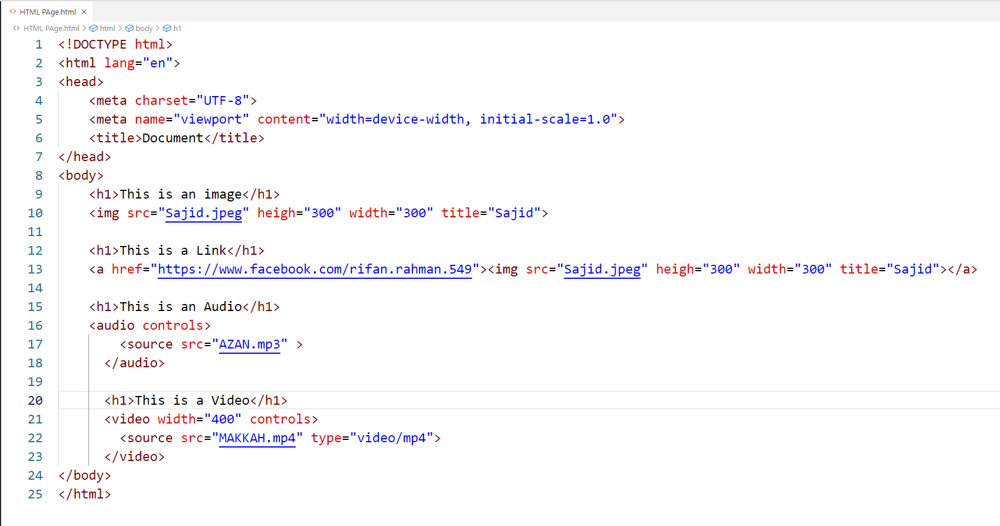 HTML PAge.html
HTML PAge.html > html > body > h1
1 <!DOCTYPE html>
2 <html lang="en">
3 <head>
4     <meta charset="UTF-8">
5     <meta name="viewport" content="width=device-width, initial-scale=1.0">
6     <title>Document</title>
7 </head>
8 <body>
9     <h1>This is an image</h1>
10     <img src="Sajid.jpeg" heigh="300" width="300" title="Sajid">
11
12     <h1>This is a Link</h1>
13     <a href="https://www.facebook.com/rifan.rahman.549"><img src="Sajid.jpeg" heigh="300" width="300" title="Sajid"></a>
14
15     <h1>This is an Audio</h1>
16     <audio controls>
17         <source src="AZAN.mp3" >
18       </audio>
19
20       <h1>This is a Video</h1>
21       <video width="400" controls>
22         <source src="MAKKAH.mp4" type="video/mp4">
23       </video>
24 </body>
25 </html>